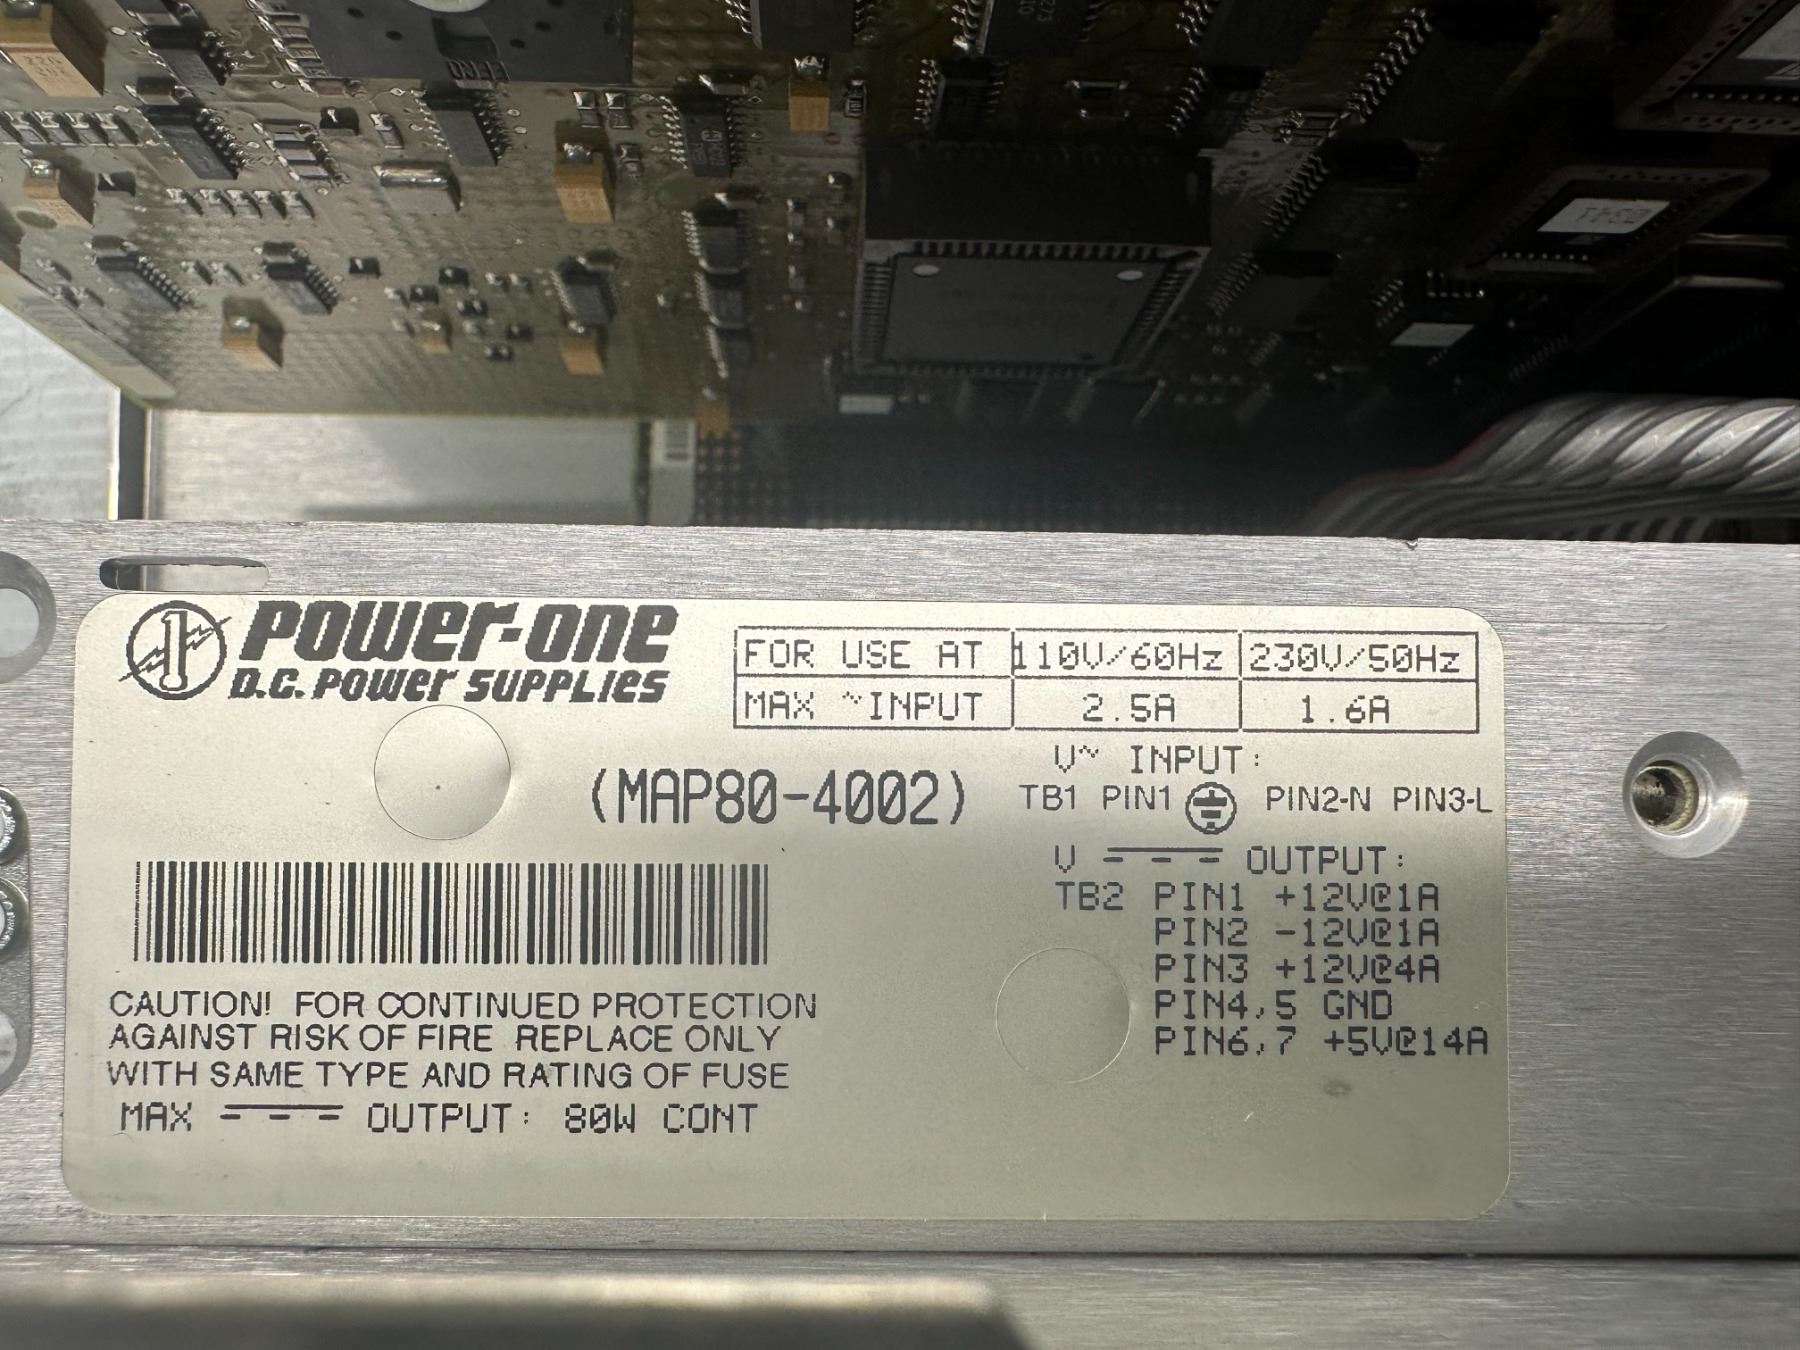 POWER-ONE
D.C. POWER SUPPLIES
FOR USE AT 110V/60Hz 230V/50Hz
MAX ~INPUT 2.5A 1.6A
V~ INPUT:
(MAP80-4002)
TB1 PIN1 PIN2-N PIN3-L
V OUTPUT:
TB2 PIN1 +12V@1A
PIN2 -12V@1A
PIN3 +12V@4A
PIN4,5 GND
PIN6,7 +5V@14A
CAUTION! FOR CONTINUED PROTECTION
AGAINST RISK OF FIRE REPLACE ONLY
WITH SAME TYPE AND RATING OF FUSE
MAX OUTPUT: 80W CONT